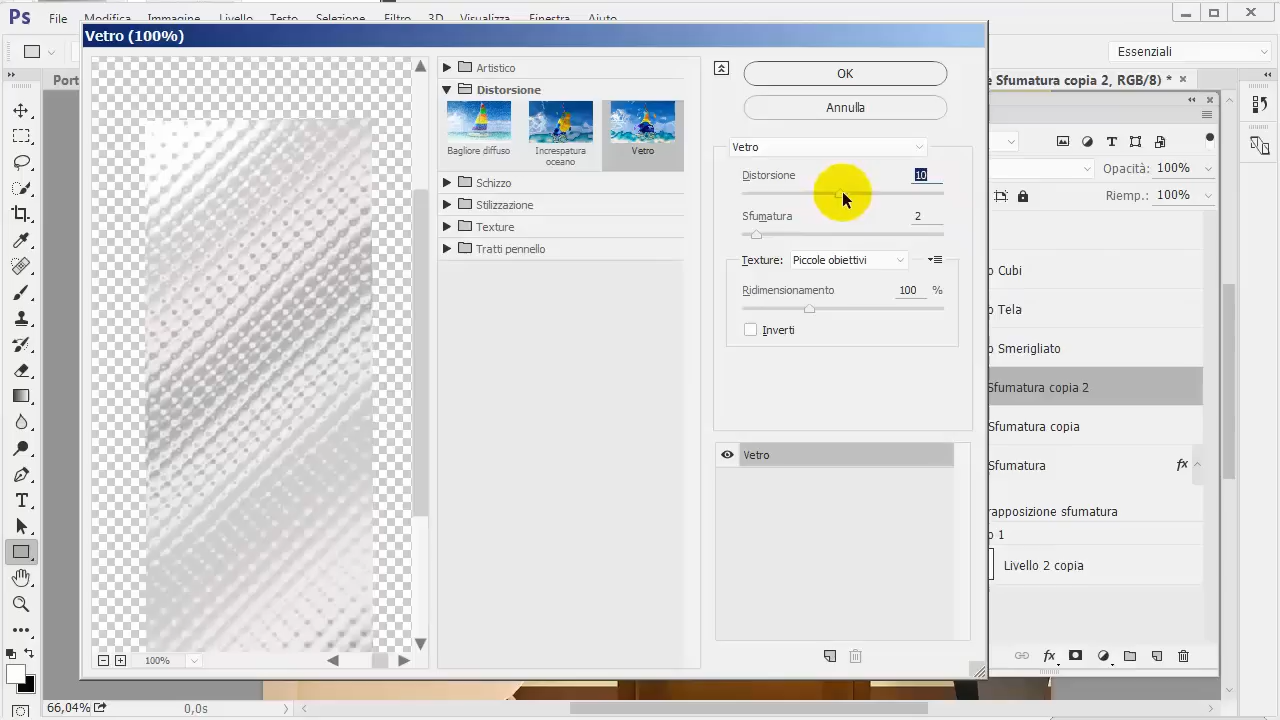 Ps File Modifica Immagine Livello Testo Selezione Filtro 3D Visualizza Finestra Aiuto
Vetro (100%)
Essenziali
Port
e Sfumatura copia 2, RGB/8) *
Artistico
Distorsione
Bagliore diffuso
Increspatura
oceano
Vetro
Schizzo
Stilizzazione
Texture
Tratti pennello
OK
Annulla
Vetro
Distorsione 10
Sfumatura 2
Texture: Piccole obiettivi
Ridimensionamento 100 %
Inverti
Vetro
Opacità: 100%
Riemp.: 100%
o Cubi
o Tela
o Smerigliato
Sfumatura copia 2
Sfumatura copia
Sfumatura fx
rapposizione sfumatura
o 1
Livello 2 copia
fx
100%
66,04% 0,0s